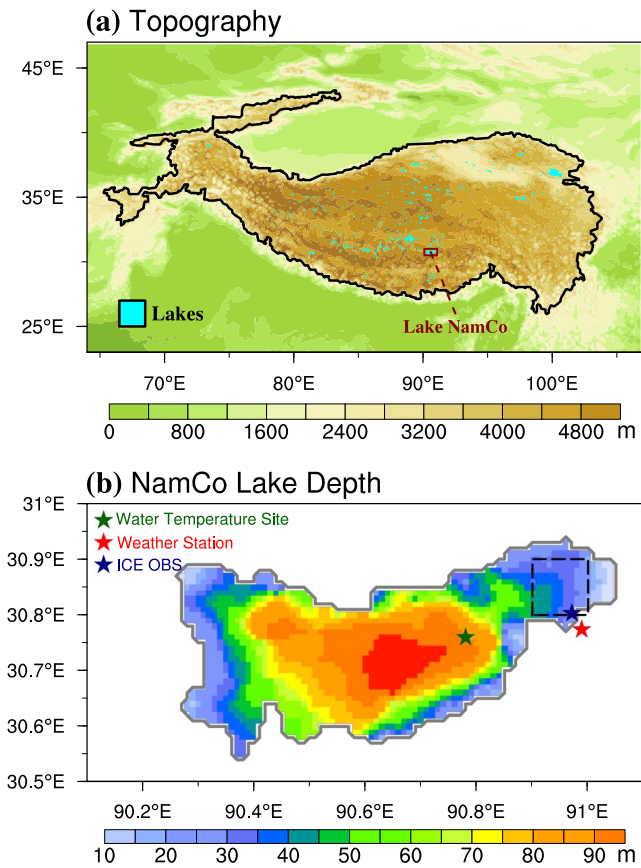 (a) Topography
45°E
35°E
25°E
Lakes
Lake NamCo
70°E 80°E 90°E 100°E
0 800 1600 2400 3200 4000 4800 m
(b) NamCo Lake Depth
31°E
30.9°E
30.8°E
30.7°E
30.6°E
30.5°E
Water Temperature Site
Weather Station
ICE OBS
90.2°E 90.4°E 90.6°E 90.8°E 91°E
10 20 30 40 50 60 70 80 90 m